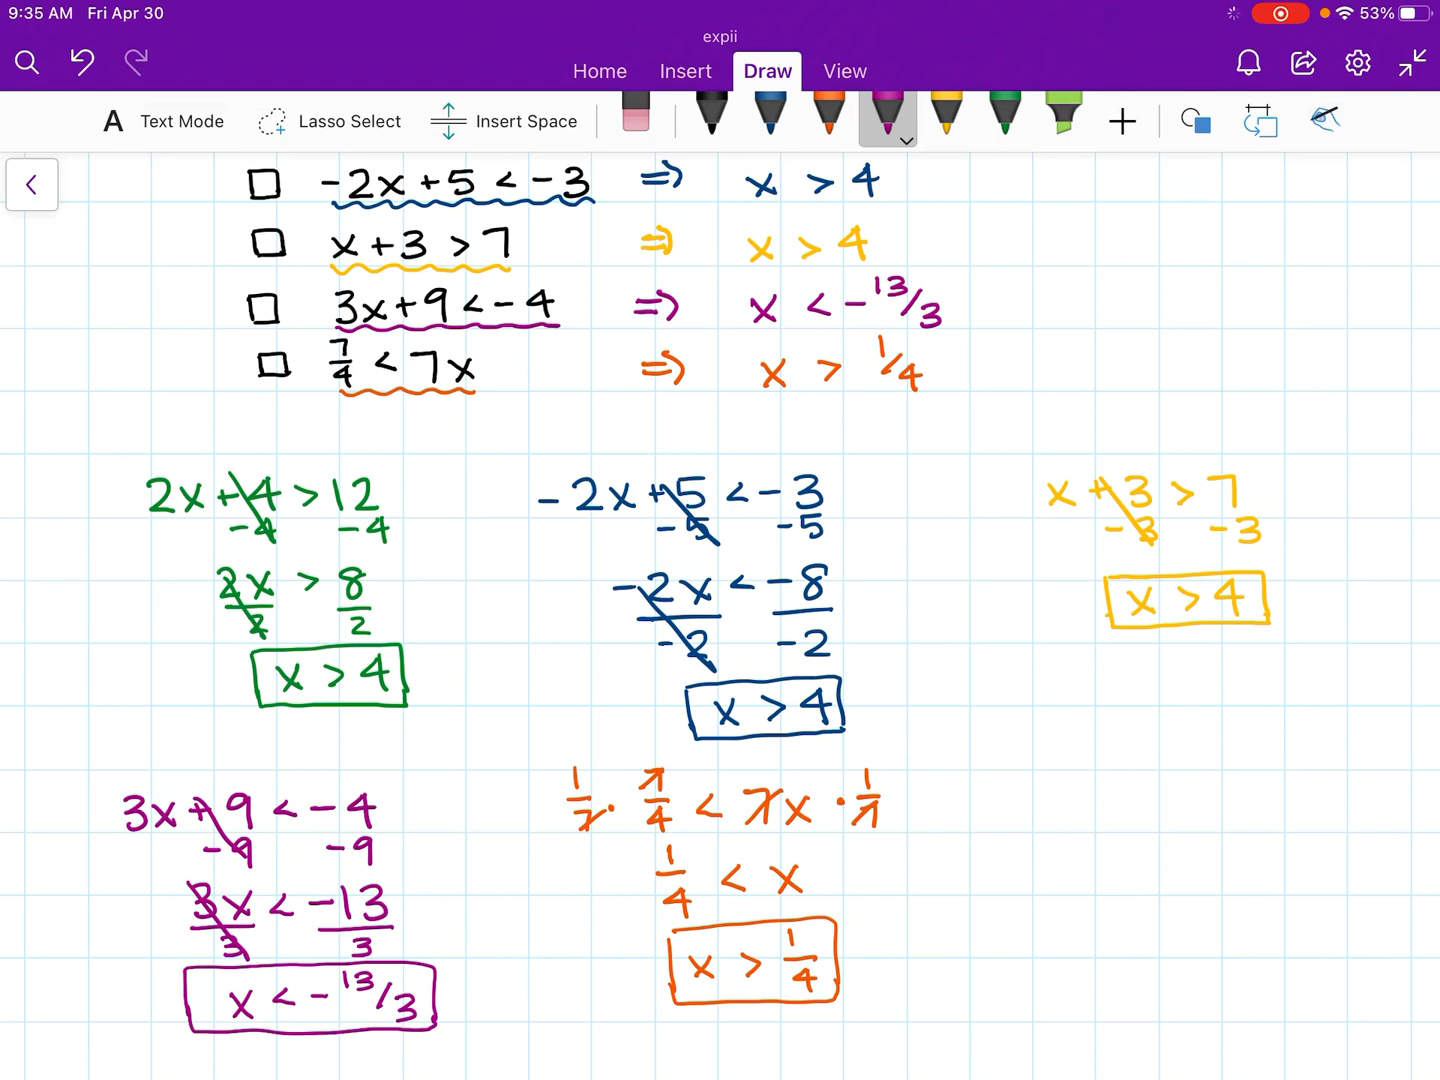 9:35 AM Fri Apr 30 53%
expii
Home Insert Draw View
A Text Mode Lasso Select Insert Space
-2x+5 < -3 ⇒ x > 4
x+3 > 7 ⇒ x > 4
3x+9 < -4 ⇒ x < -13/3
7/4 < 7x ⇒ x > 1/4
2x+4 > 12
-4 -4
2x > 8
2 2
x > 4
-2x+5 < -3
-5 -5
-2x < -8
-2 -2
x > 4
x+3 > 7
-3 -3
x > 4
3x+9 < -4
-9 -9
3x < -13
3 3
x < -13/3
1/7 · 7/4 < 7x · 1/7
1/4 < x
x > 1/4